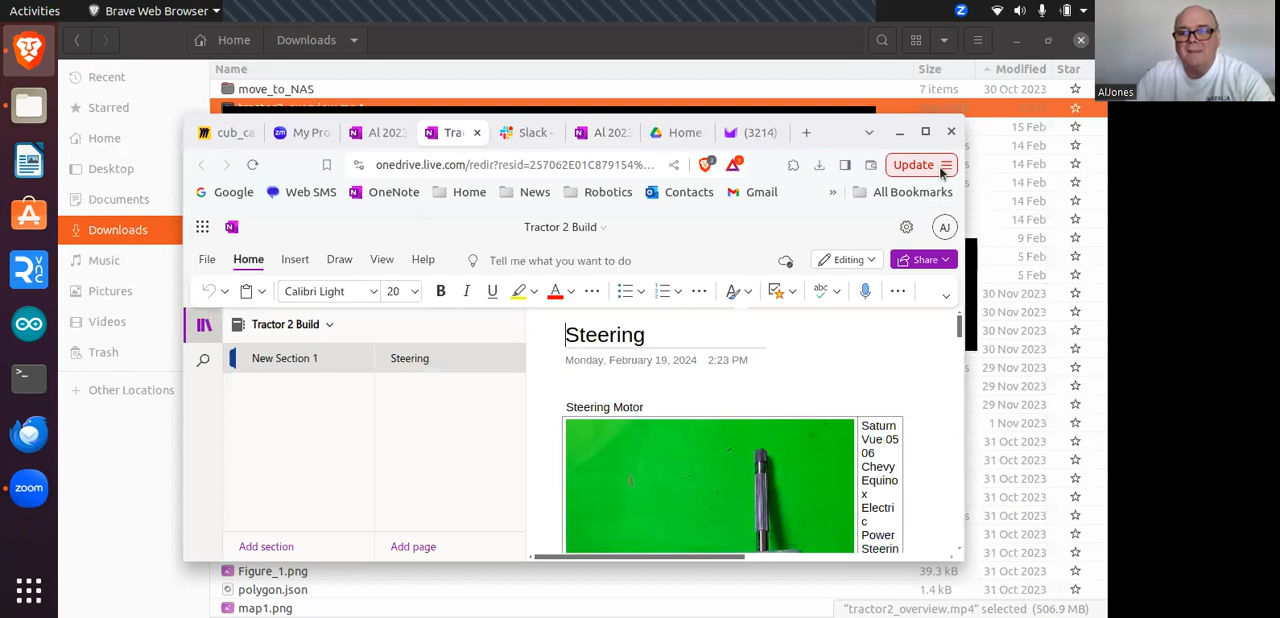 Activities
Brave Web Browser
Home
Downloads
Recent
Starred
Home
Desktop
Documents
Downloads
Music
Pictures
Videos
Trash
Other Locations
Name
Size
Modified
Star
move_to_NAS
7 items
30 Oct 2023
15 Feb
14 Feb
14 Feb
14 Feb
14 Feb
14 Feb
9 Feb
5 Feb
5 Feb
30 Nov 2023
30 Nov 2023
30 Nov 2023
30 Nov 2023
29 Nov 2023
29 Nov 2023
29 Nov 2023
1 Nov 2023
31 Oct 2023
31 Oct 2023
31 Oct 2023
31 Oct 2023
31 Oct 2023
31 Oct 2023
31 Oct 2023
31 Oct 2023
31 Oct 2023
AlJones
cub_ca
My Pro
Al 202
Trac
Slack -
Al 202
Home
(3214)
onedrive.live.com/redir?resid=257062E01C879154%...
Update
Google
Web SMS
OneNote
Home
News
Robotics
Contacts
Gmail
»
All Bookmarks
Tractor 2 Build
AJ
File
Home
Insert
Draw
View
Help
Tell me what you want to do
Editing
Share
Calibri Light
20
B
I
U
A
abc
Tractor 2 Build
New Section 1
Steering
Add section
Add page
Steering
Monday, February 19, 2024 2:23 PM
Steering Motor
Saturn
Vue 05
06
Chevy
Equino
x
Electri
c
Power
Steerin
Figure_1.png
39.3 kB
polygon.json
1.4 kB
map1.png
"tractor2_overview.mp4" selected (506.9 MB)
zoom